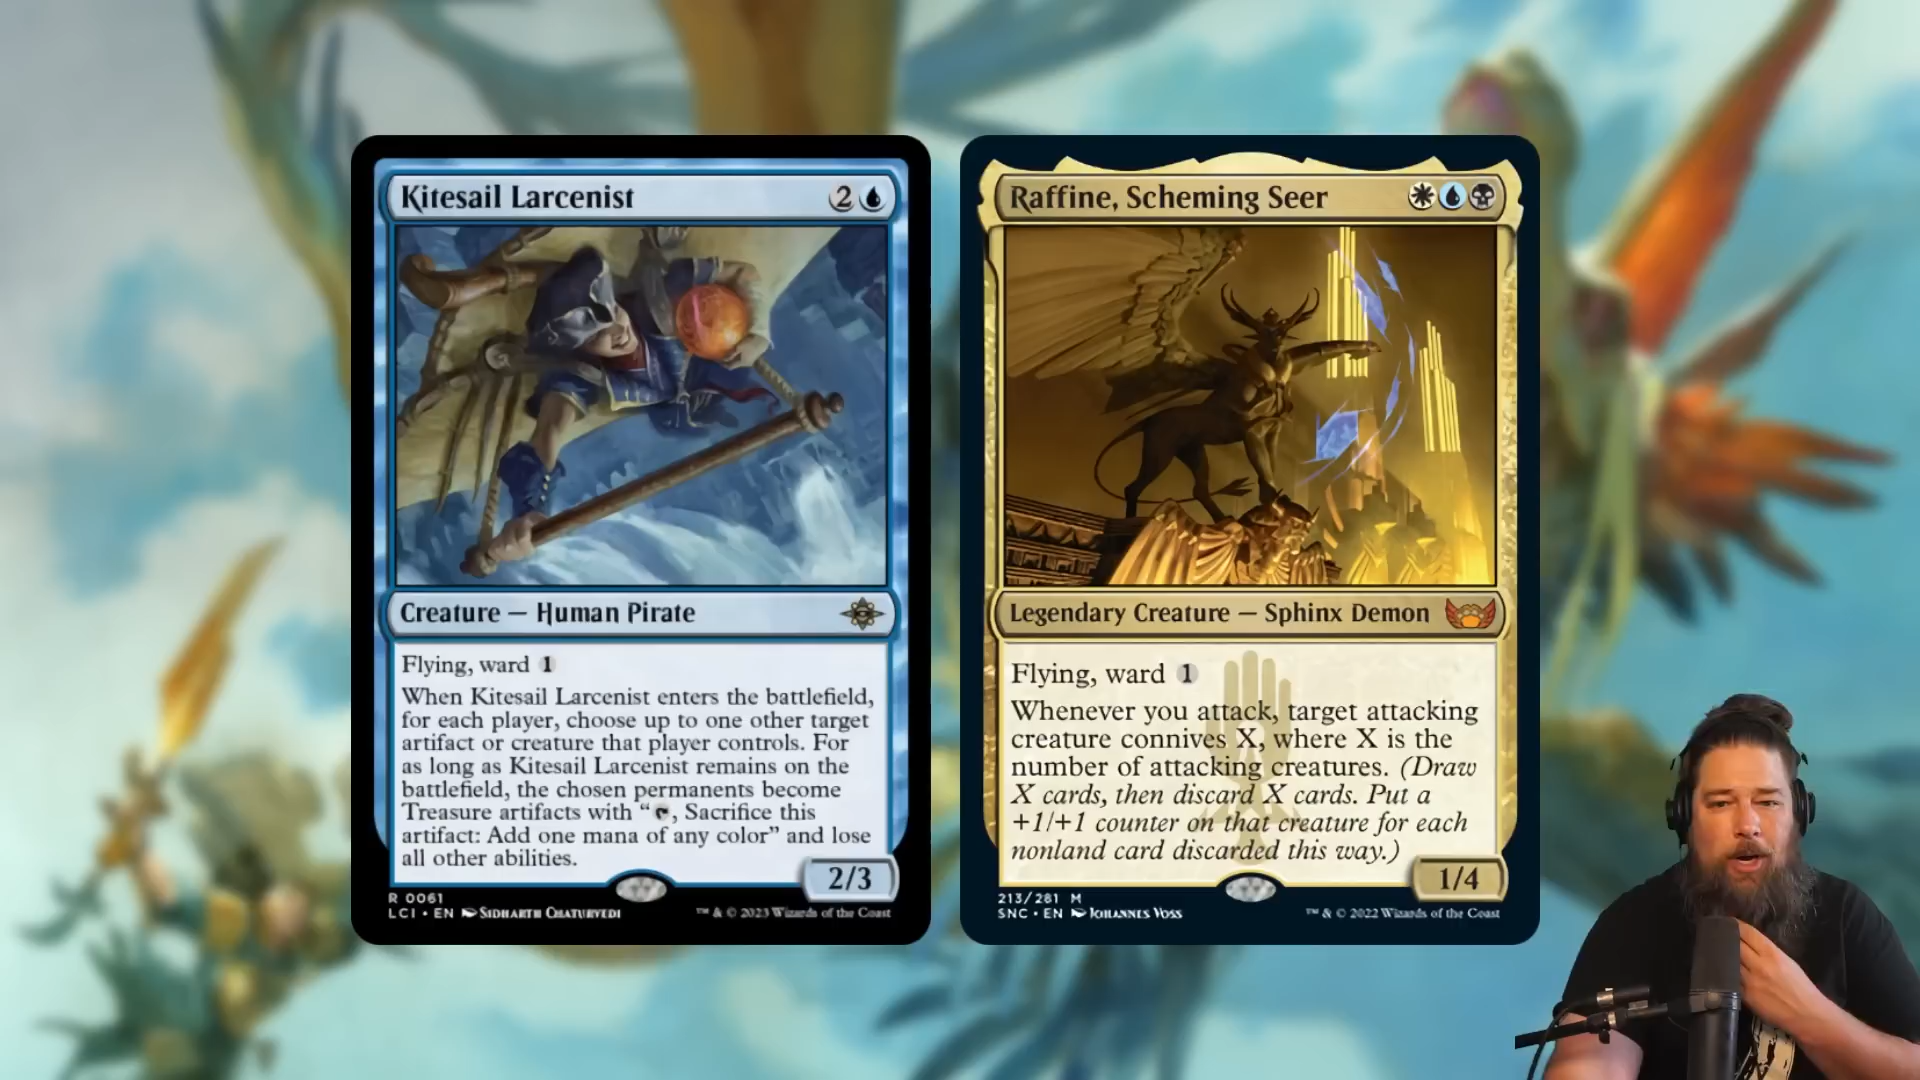 Kitesail Larcenist 2
Creature — Human Pirate
Flying, ward 1
When Kitesail Larcenist enters the battlefield,
for each player, choose up to one other target
artifact or creature that player controls. For
as long as Kitesail Larcenist remains on the
battlefield, the chosen permanents become
Treasure artifacts with “, Sacrifice this
artifact: Add one mana of any color” and lose
all other abilities.
2/3
R 0061
LCI • EN Sidharth Chaturvedi
™ & © 2023 Wizards of the Coast
Raffine, Scheming Seer
Legendary Creature — Sphinx Demon
Flying, ward 1
Whenever you attack, target attacking
creature connives X, where X is the
number of attacking creatures. (Draw
X cards, then discard X cards. Put a
+1/+1 counter on that creature for each
nonland card discarded this way.)
1/4
213/281 M
SNC • EN Johannes Voss
™ & © 2022 Wizards of the Coast